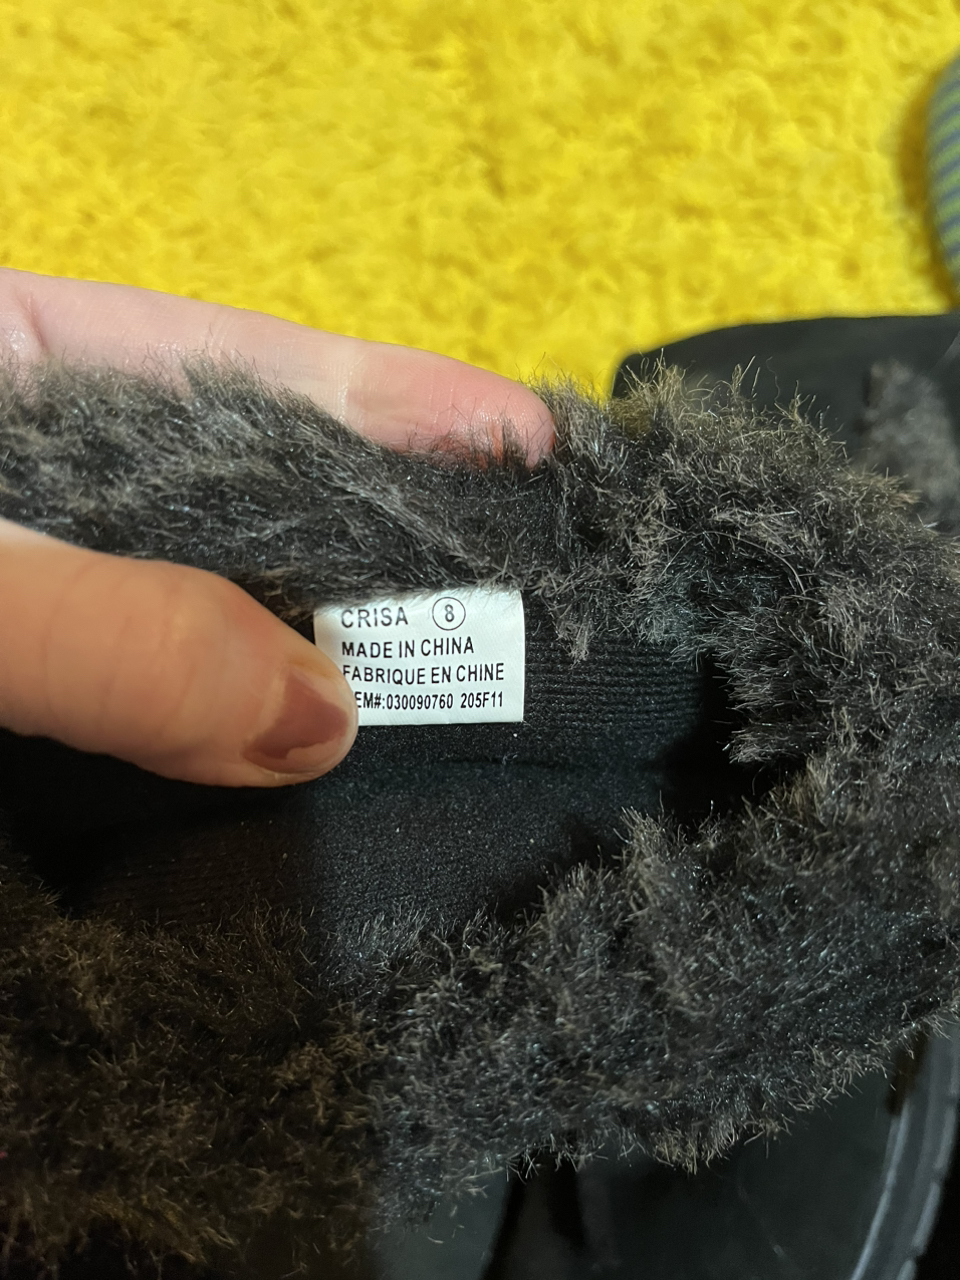 CRISA 8
MADE IN CHINA
FABRIQUE EN CHINE
EM#:030090760 205F11